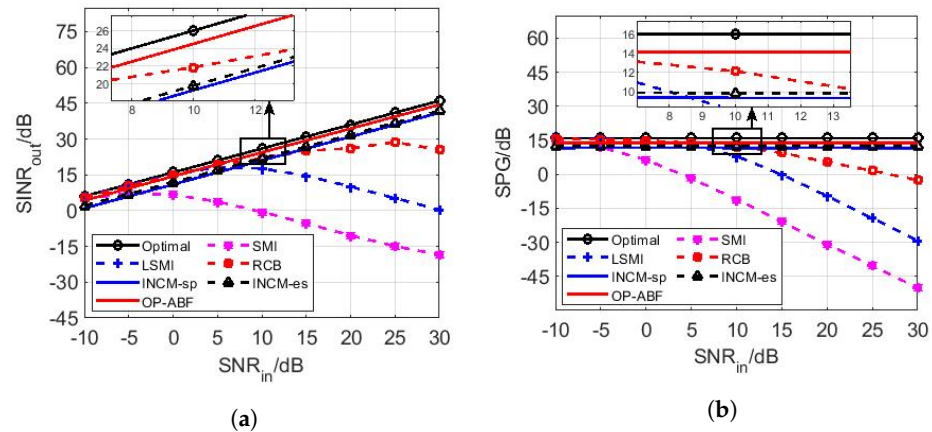 SINR_out/dB
75
60
45
30
15
0
-15
-30
-45
26
24
22
20
8
10
12
Optimal
SMI
LSMI
RCB
INCM-sp
INCM-es
OP-ABF
-10 -5 0 5 10 15 20 25 30
SNR_in/dB
(a)
SPG/dB
60
45
30
15
0
-15
-30
-45
16
14
12
10
8 9 10 11 12 13
Optimal
SMI
LSMI
RCB
INCM-sp
INCM-es
OP-ABF
-10 -5 0 5 10 15 20 25 30
SNR_in/dB
(b)